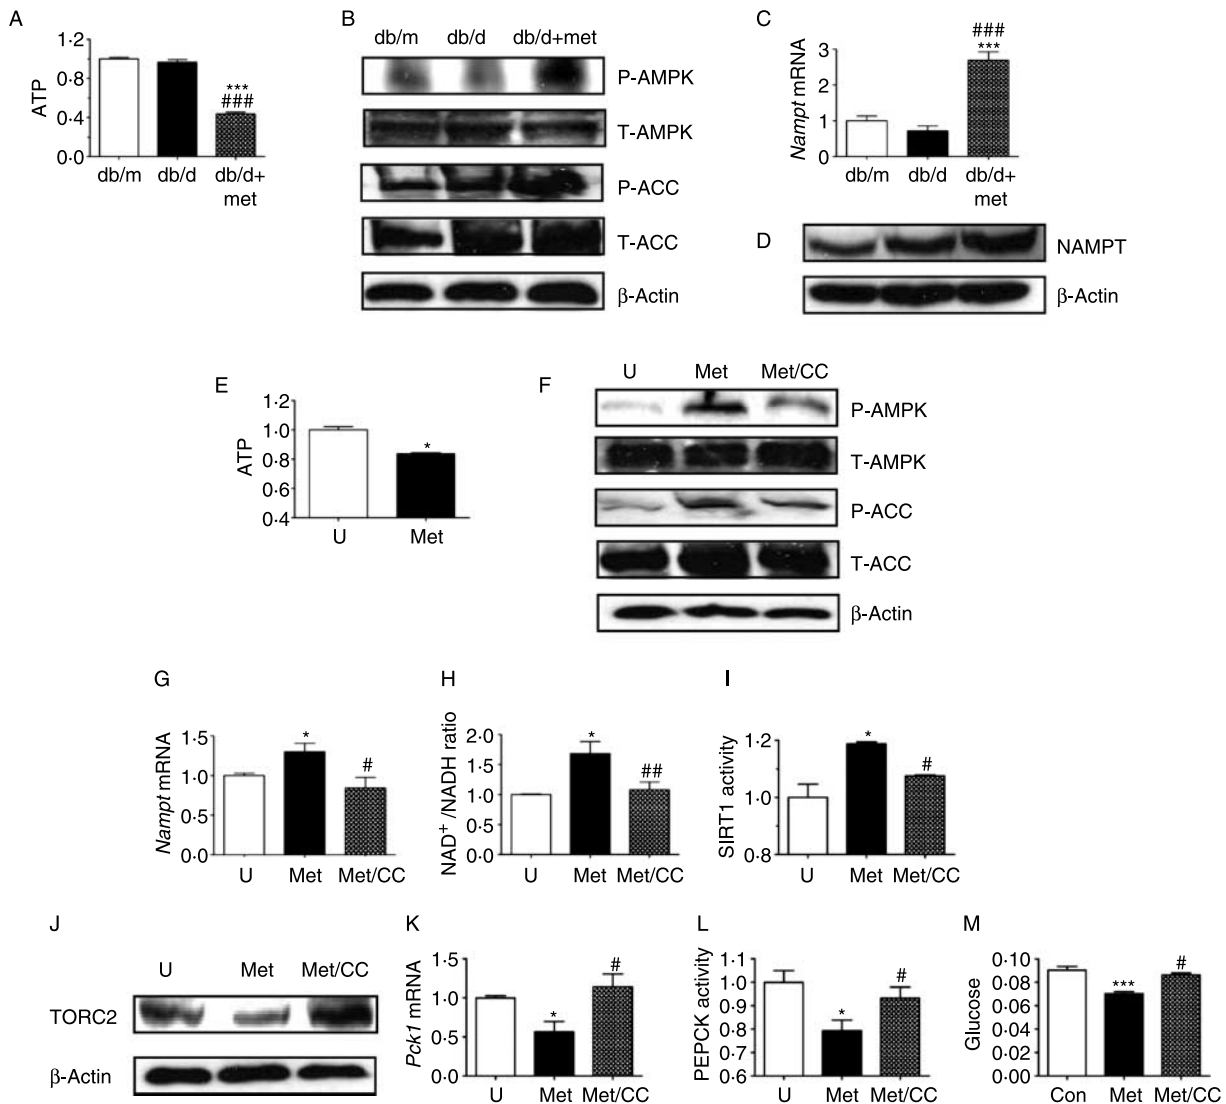 A
1·2
0·8
0·4
0·0
ATP
***
###
db/m
db/d
db/d+
met
B
db/m
db/d
db/d+met
P-AMPK
T-AMPK
P-ACC
T-ACC
β-Actin
C
3
2
1
0
Nampt mRNA
###
***
db/m
db/d
db/d+
met
D
NAMPT
β-Actin
E
1·2
1·0
0·8
0·6
0·4
ATP
*
U
Met
F
U
Met
Met/CC
P-AMPK
T-AMPK
P-ACC
T-ACC
β-Actin
G
1·5
1·0
0·5
0·0
Nampt mRNA
*
#
U
Met
Met/CC
H
2·0
1·5
1·0
0·5
0·0
NAD⁺ /NADH ratio
*
##
U
Met
Met/CC
I
1·2
1·0
0·8
SIRT1 activity
*
#
U
Met
Met/CC
J
U
Met
Met/CC
TORC2
β-Actin
K
1·5
1·0
0·5
0·0
Pck1 mRNA
*
#
U
Met
Met/CC
L
1·1
1·0
0·9
0·8
0·7
0·6
PEPCK activity
*
#
U
Met
Met/CC
M
0·10
0·08
0·06
0·04
0·02
0·00
Glucose
***
#
Con
Met
Met/CC